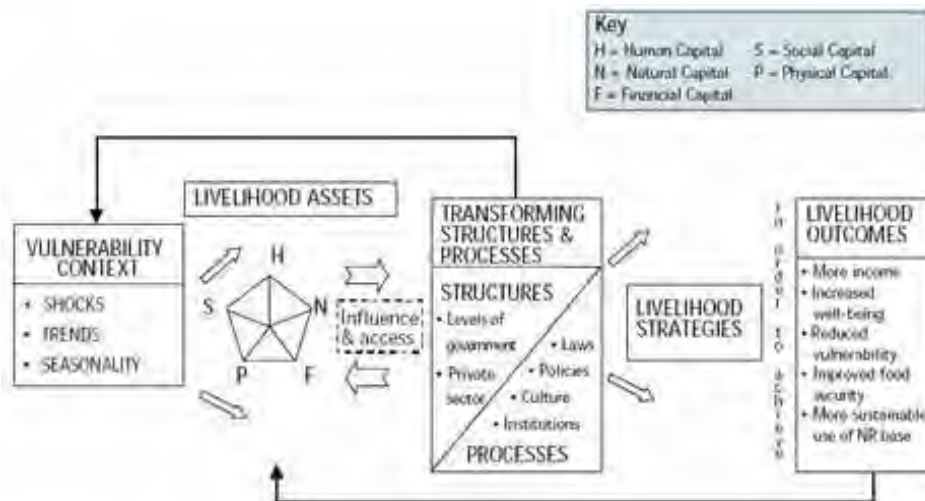 Key
H = Human Capital S = Social Capital
N = Natural Capital P = Physical Capital
F = Financial Capital
LIVELIHOOD ASSETS
VULNERABILITY
CONTEXT
• SHOCKS
• TRENDS
• SEASONALITY
H
S
N
P
F
Influence
& access
TRANSFORMING
STRUCTURES &
PROCESSES
STRUCTURES
• Levels of
government
• Private
sector
• Laws
• Policies
• Culture
• Institutions
PROCESSES
LIVELIHOOD
STRATEGIES
In order to achieve
LIVELIHOOD
OUTCOMES
• More income
• Increased
well-being
• Reduced
vulnerability
• Improved food
security
• More sustainable
use of NR base